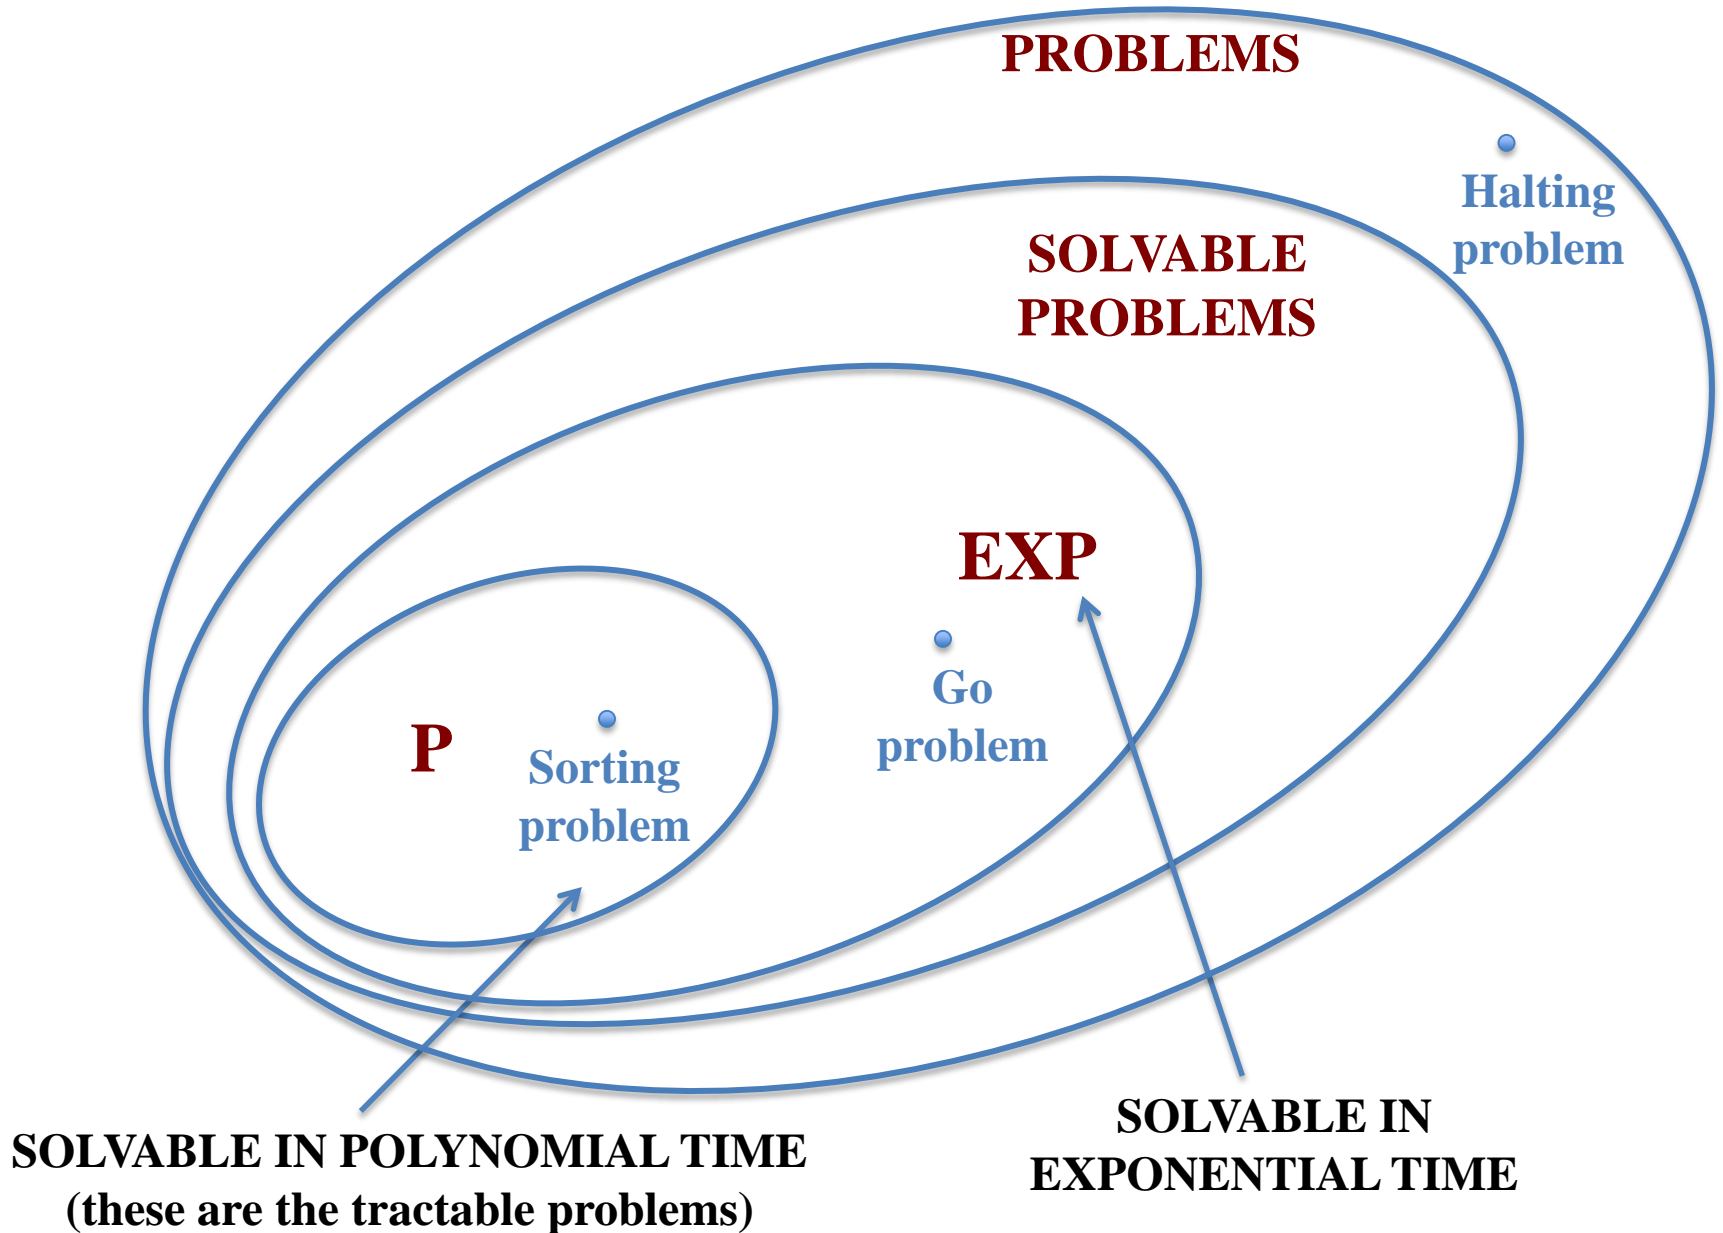 PROBLEMS
Halting
problem
SOLVABLE
PROBLEMS
EXP
Go
problem
P
Sorting
problem
SOLVABLE IN POLYNOMIAL TIME
(these are the tractable problems)
SOLVABLE IN
EXPONENTIAL TIME